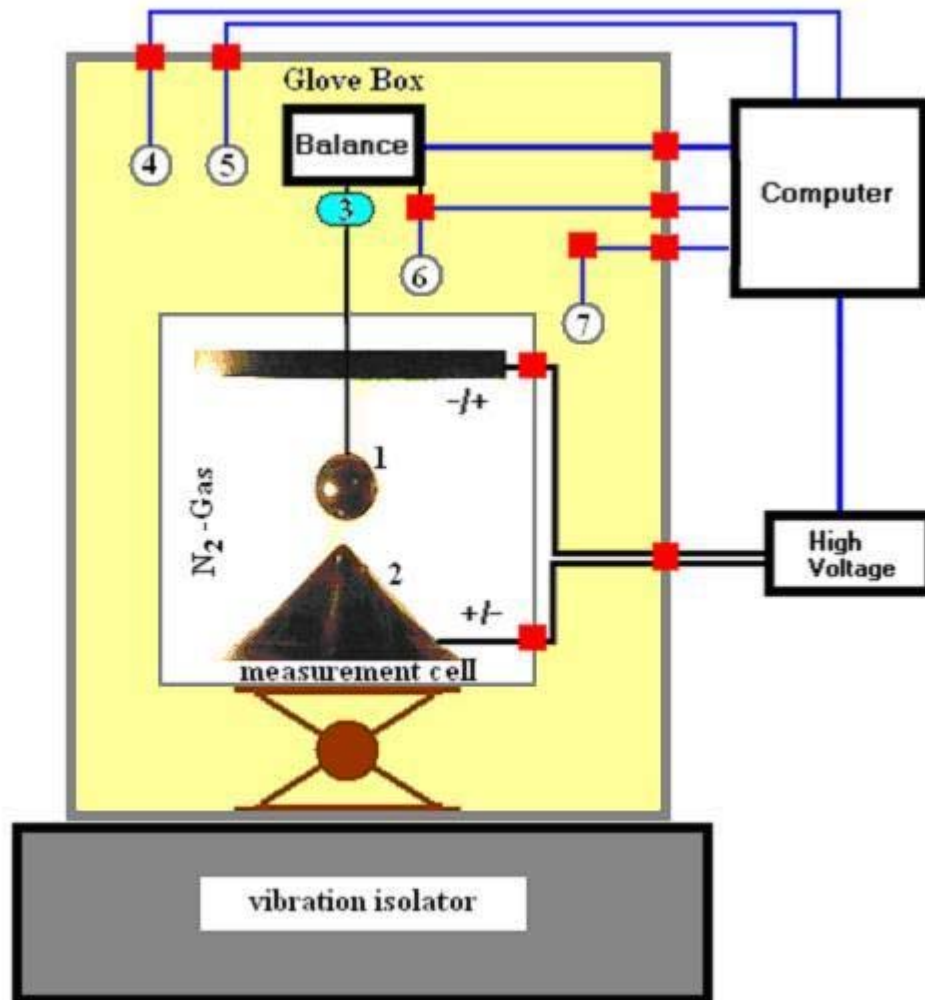 Glove Box
Balance
Computer
4
5
3
6
7
-/+
1
N2-Gas
2
+/-
High
Voltage
measurement cell
vibration isolator